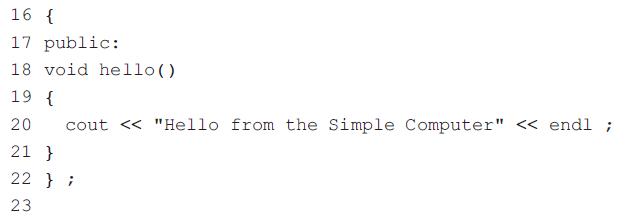 16 {
17 public:
18 void hello()
19 {
20   cout << "Hello from the Simple Computer" << endl ;
21 }
22 } ;
23